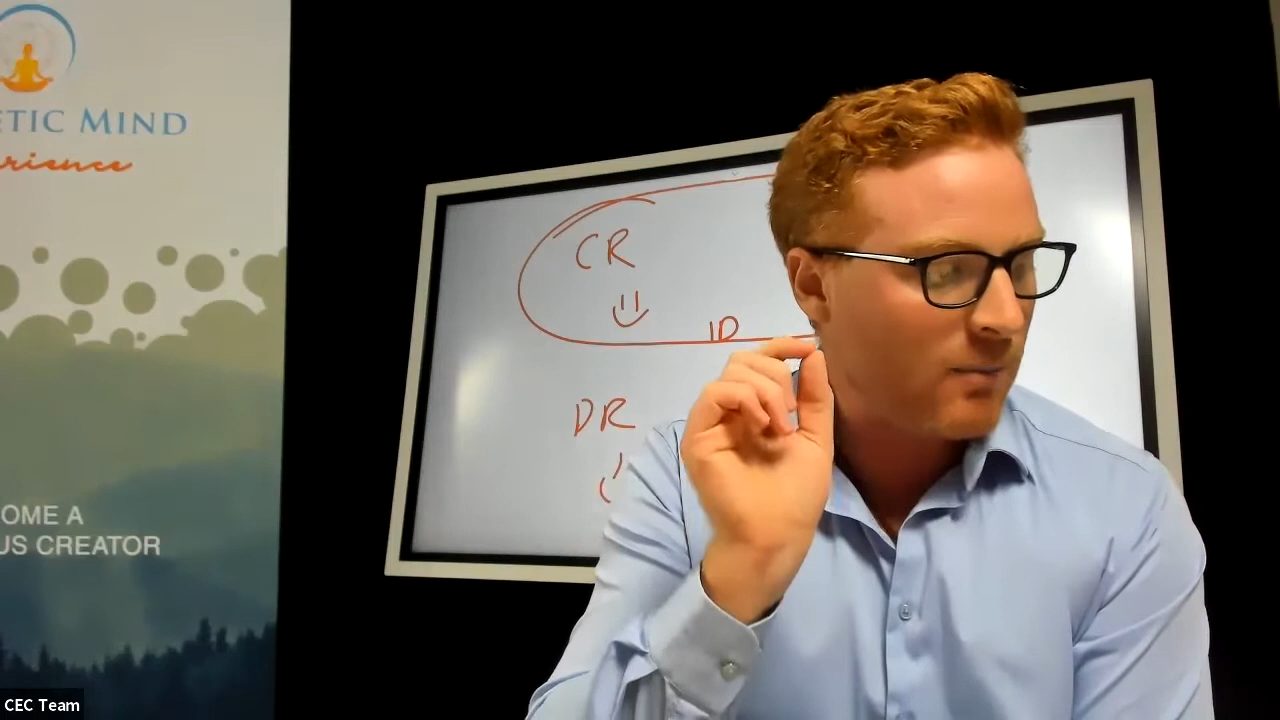 ETIC MIND
rience
OME A
US CREATOR
CR
ID
DR
CEC Team